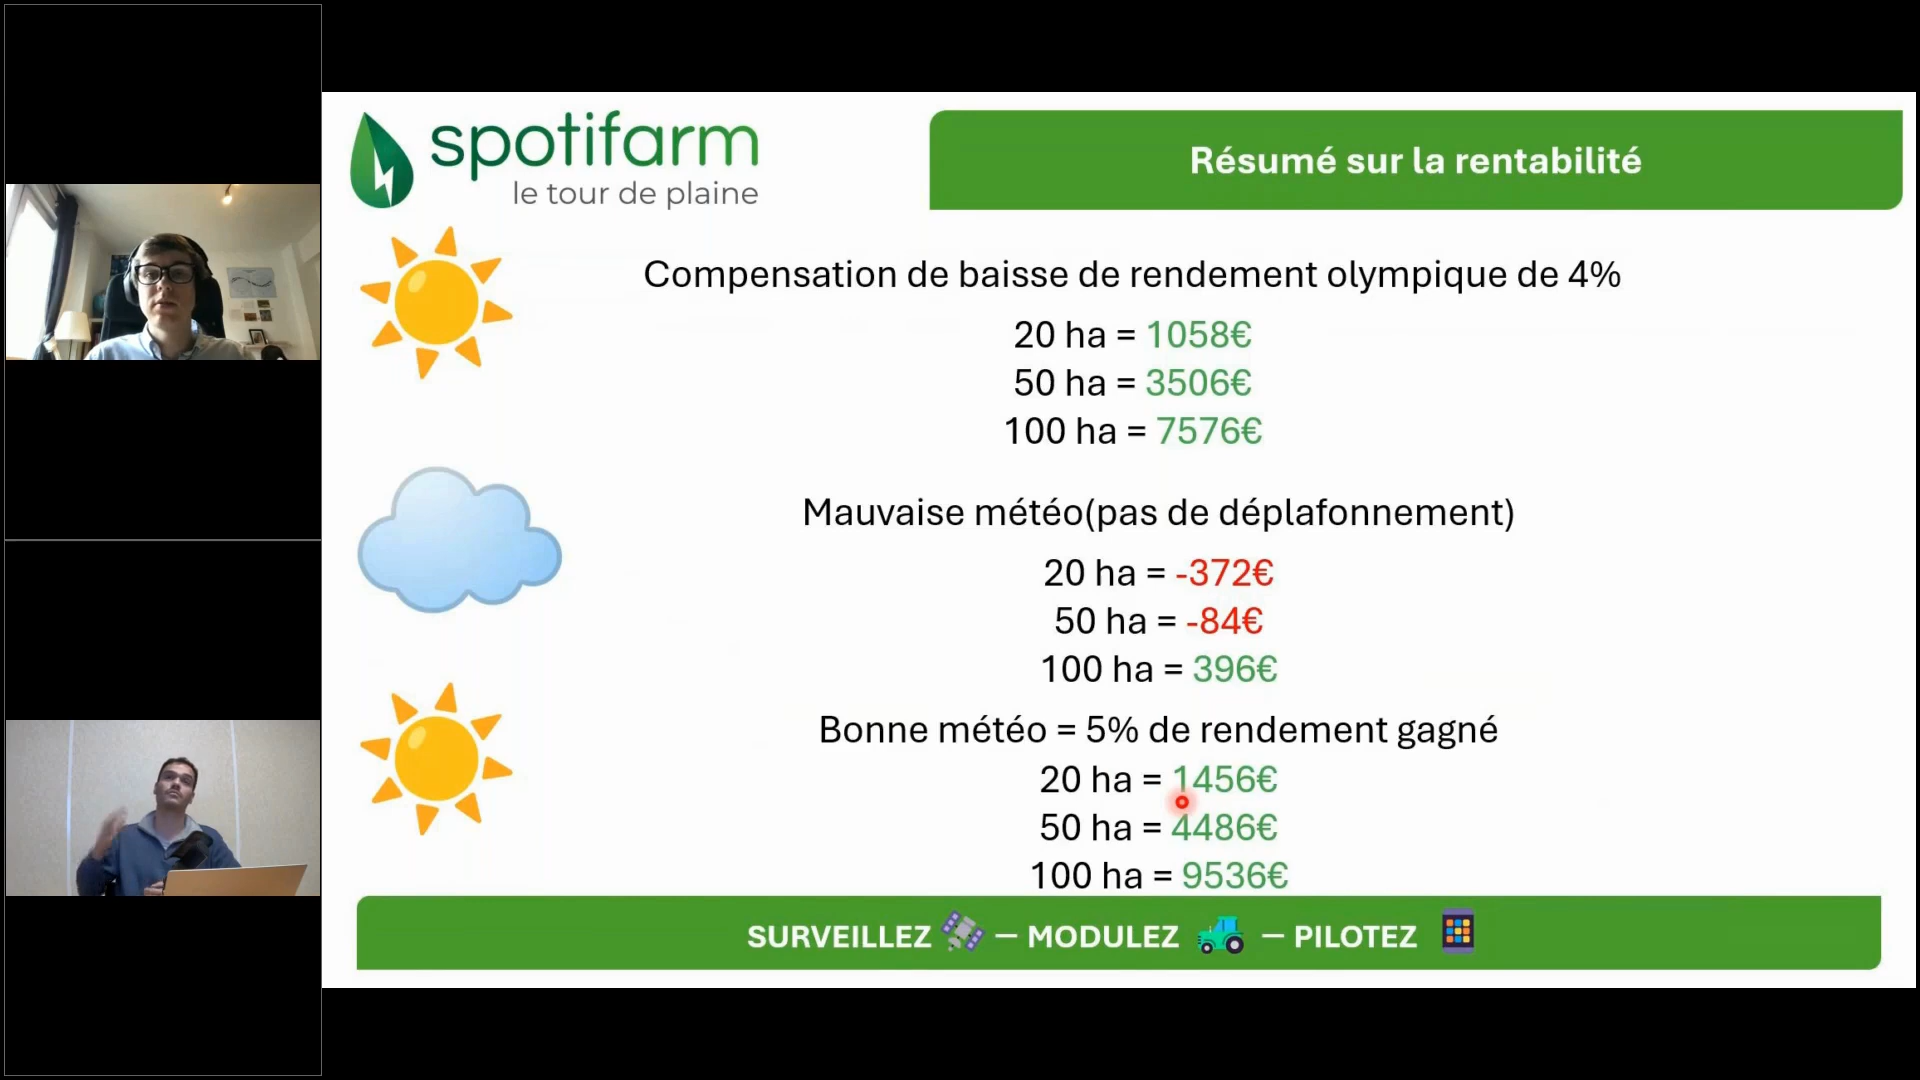 spotifarm
le tour de plaine
Résumé sur la rentabilité
Compensation de baisse de rendement olympique de 4%
20 ha = 1058€
50 ha = 3506€
100 ha = 7576€
Mauvaise météo(pas de déplafonnement)
20 ha = -372€
50 ha = -84€
100 ha = 396€
Bonne météo = 5% de rendement gagné
20 ha = 1456€
50 ha = 4486€
100 ha = 9536€
SURVEILLEZ — MODULEZ — PILOTEZ